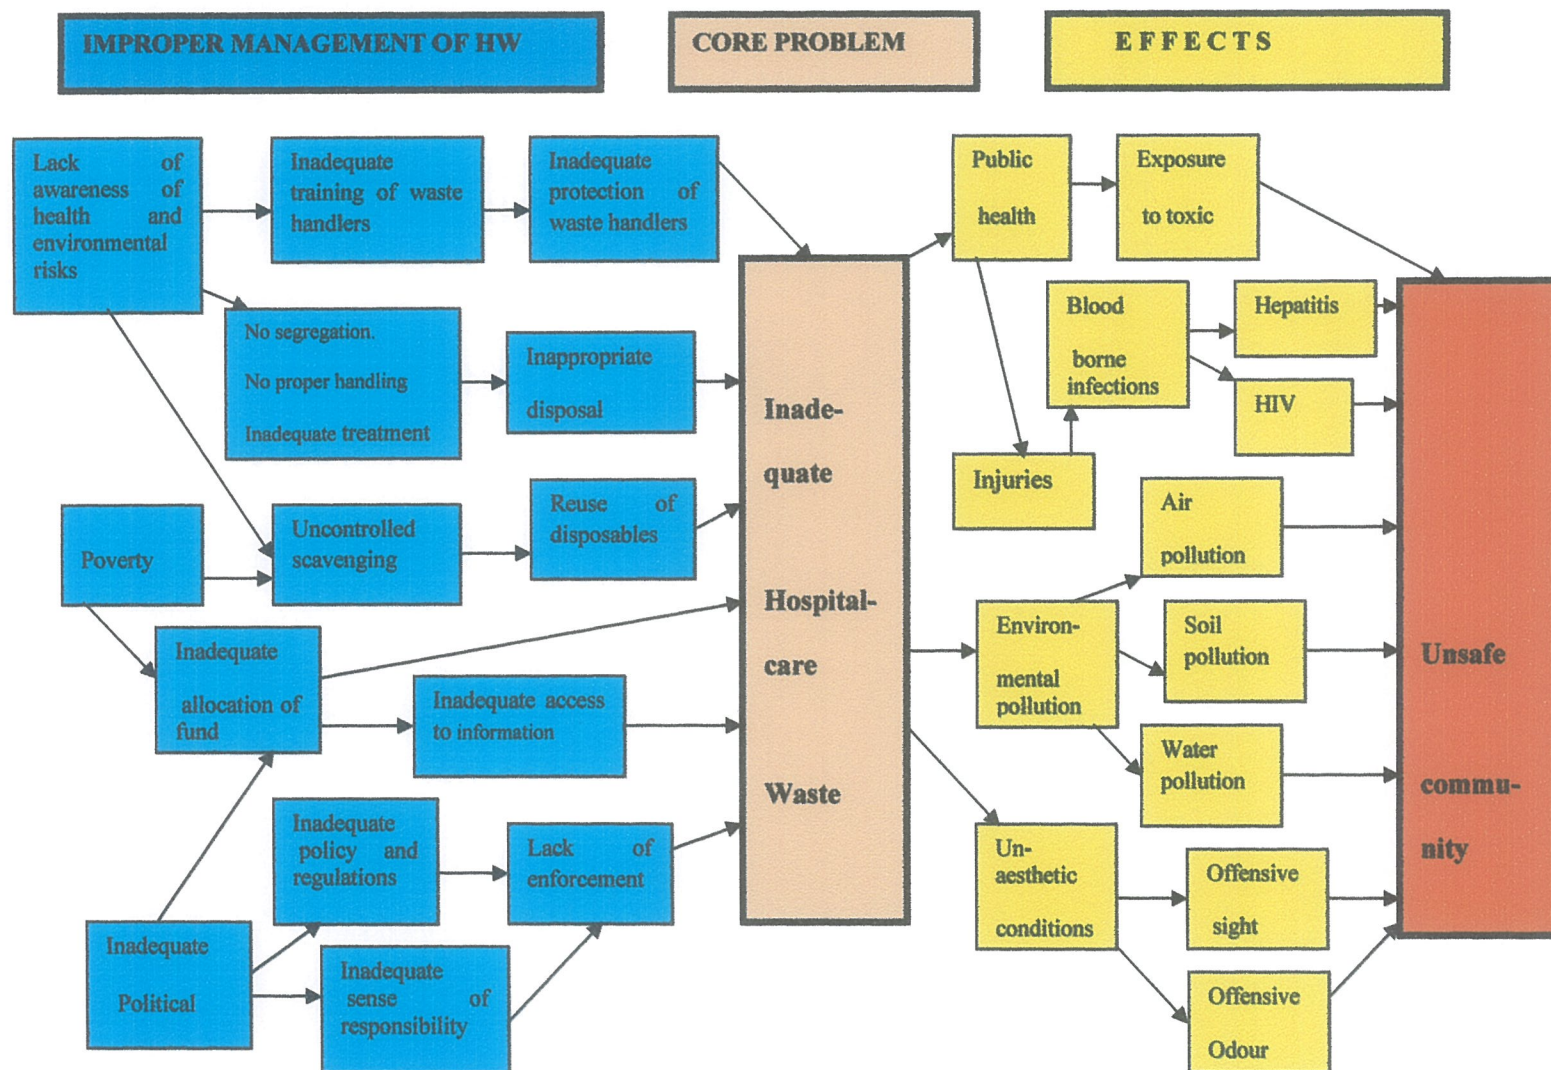 IMPROPER MANAGEMENT OF HW
CORE PROBLEM
E F F E C T S
Lack of
awareness of
health and
environmental
risks
Inadequate
training of waste
handlers
Inadequate
protection of
waste handlers
No segregation.
No proper handling
Inadequate treatment
Inappropriate
disposal
Poverty
Uncontrolled
scavenging
Reuse of
disposables
Inadequate
allocation of
fund
Inadequate access
to information
Inadequate
policy and
regulations
Lack of
enforcement
Inadequate
Political
Inadequate
sense of
responsibility
Inade-
quate
Hospital-
care
Waste
Public
health
Exposure
to toxic
Blood
borne
infections
Hepatitis
HIV
Injuries
Air
pollution
Environ-
mental
pollution
Soil
pollution
Water
pollution
Un-
aesthetic
conditions
Offensive
sight
Offensive
Odour
Unsafe
commu-
nity